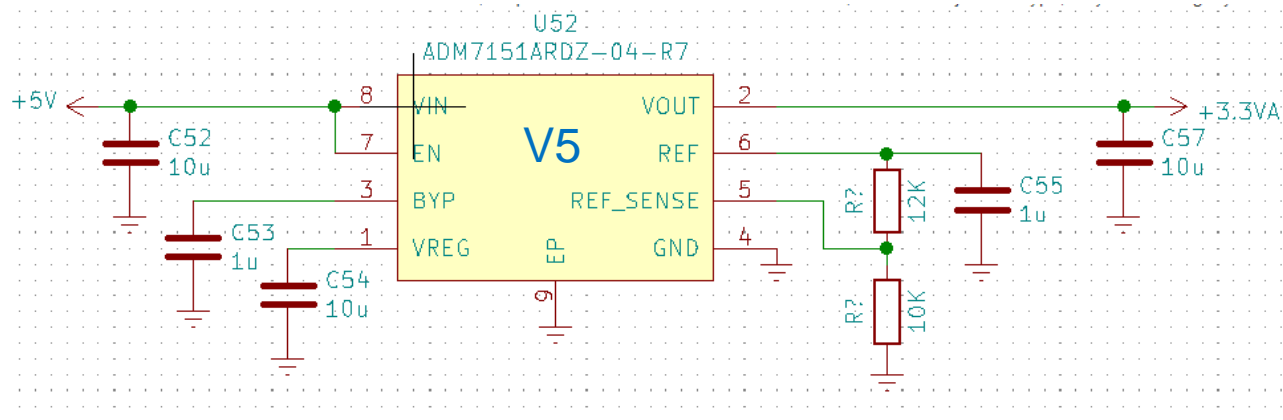 U52
ADM7151ARDZ-04-R7
+5V
8
VIN
VOUT
2
+3.3VA
C52
10u
7
EN
V5
REF
6
C57
10u
3
BYP
REF_SENSE
5
R?
12K
C55
1u
C53
1u
1
VREG
EP
GND
4
C54
10u
9
R?
10K